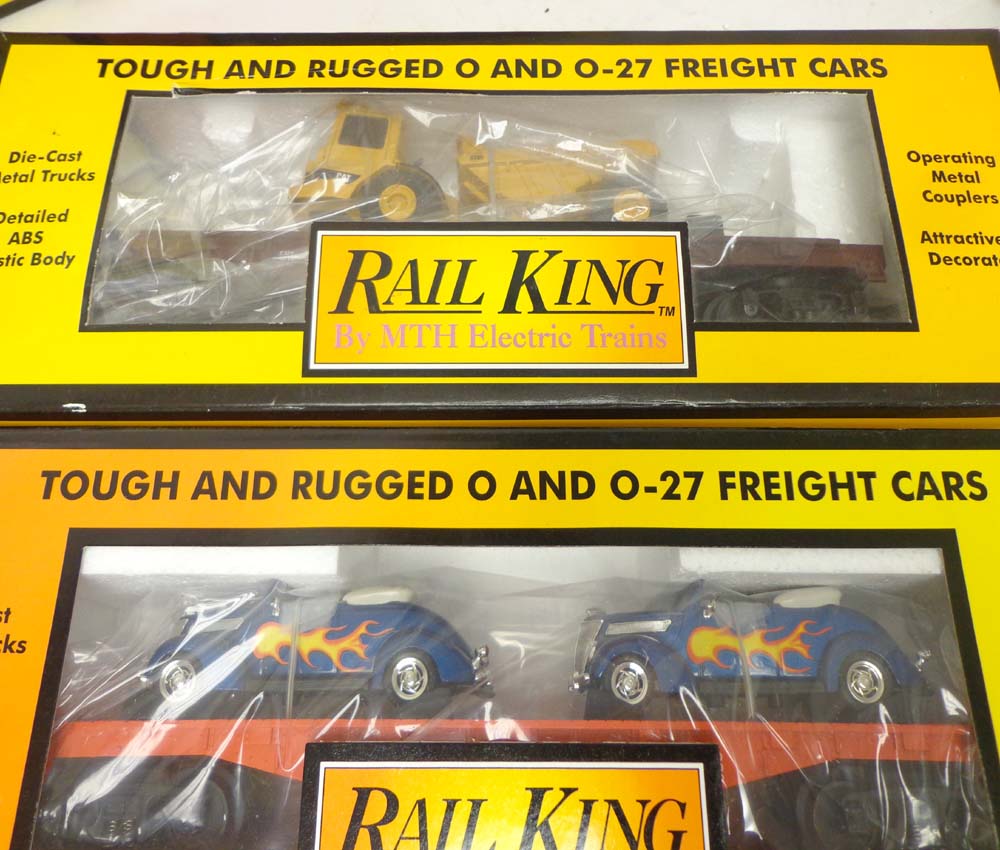 TOUGH AND RUGGED O AND O-27 FREIGHT CARS
Die-Cast
etal Trucks
Detailed
ABS
stic Body
CAT
Operating
Metal
Couplers
Attractive
Decorat
RAIL KING TM
By MTH Electric Trains
TOUGH AND RUGGED O AND O-27 FREIGHT CARS
st
cks
RAIL KING